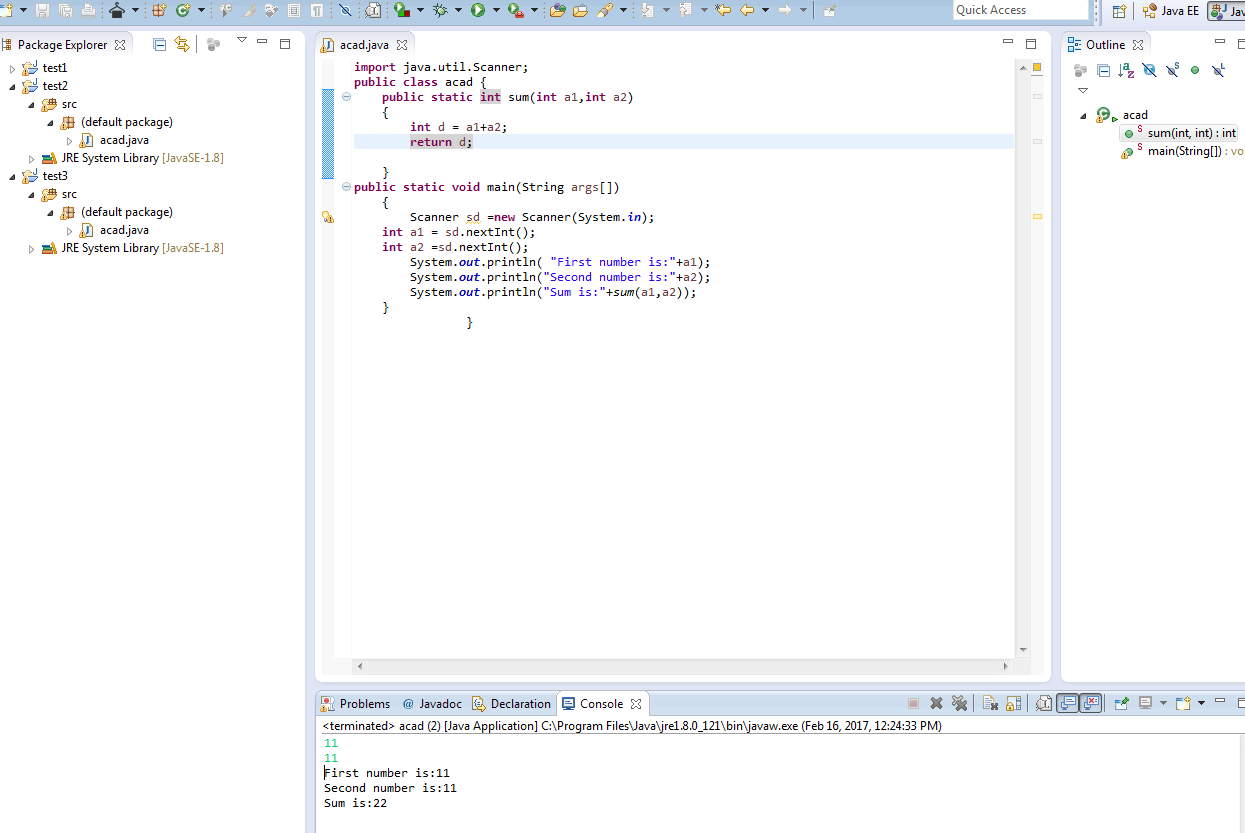 Quick Access
Java EE
Jav
Package Explorer
test1
test2
src
(default package)
acad.java
JRE System Library [JavaSE-1.8]
test3
src
(default package)
acad.java
JRE System Library [JavaSE-1.8]
acad.java
import java.util.Scanner;
public class acad {
public static int sum(int a1,int a2)
{
int d = a1+a2;
return d;
}
public static void main(String args[])
{
Scanner sd =new Scanner(System.in);
int a1 = sd.nextInt();
int a2 =sd.nextInt();
System.out.println( "First number is:"+a1);
System.out.println("Second number is:"+a2);
System.out.println("Sum is:"+sum(a1,a2));
}
}
Outline
acad
sum(int, int) : int
main(String[]) : vo
Problems @ Javadoc Declaration Console
<terminated> acad (2) [Java Application] C:\Program Files\Java\jre1.8.0_121\bin\javaw.exe (Feb 16, 2017, 12:24:33 PM)
11
11
First number is:11
Second number is:11
Sum is:22